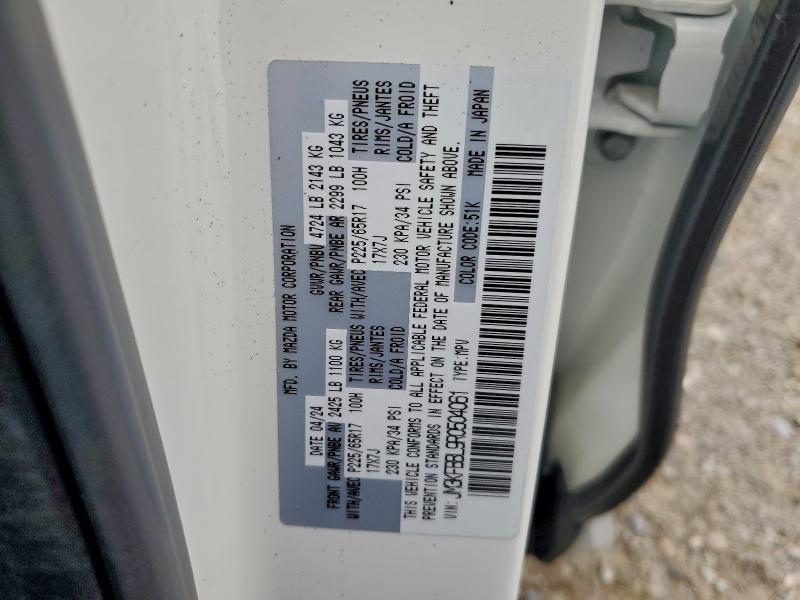 MFD. BY MAZDA MOTOR CORPORATION
DATE 04/24 GVWR/PNBV 4724 LB 2143 KG
FRONT GAWR/PNBE AV 2425 LB 1100 KG REAR GAWR/PNBE AR 2299 LB 1043 KG
WITH/AVEC P225/65R17 100H TIRES/PNEUS WITH/AVEC P225/65R17 100H TIRES/PNEUS
17X7J RIMS/JANTES 17X7J RIMS/JANTES
230 KPA/34 PSI COLD/A FROID 230 KPA/34 PSI COLD/A FROID
THIS VEHICLE CONFORMS TO ALL APPLICABLE FEDERAL MOTOR VEHICLE SAFETY AND THEFT
PREVENTION STANDARDS IN EFFECT ON THE DATE OF MANUFACTURE SHOWN ABOVE.
VIN: JM3KFBBL9R0504061 TYPE:MPV COLOR CODE:51K MADE IN JAPAN